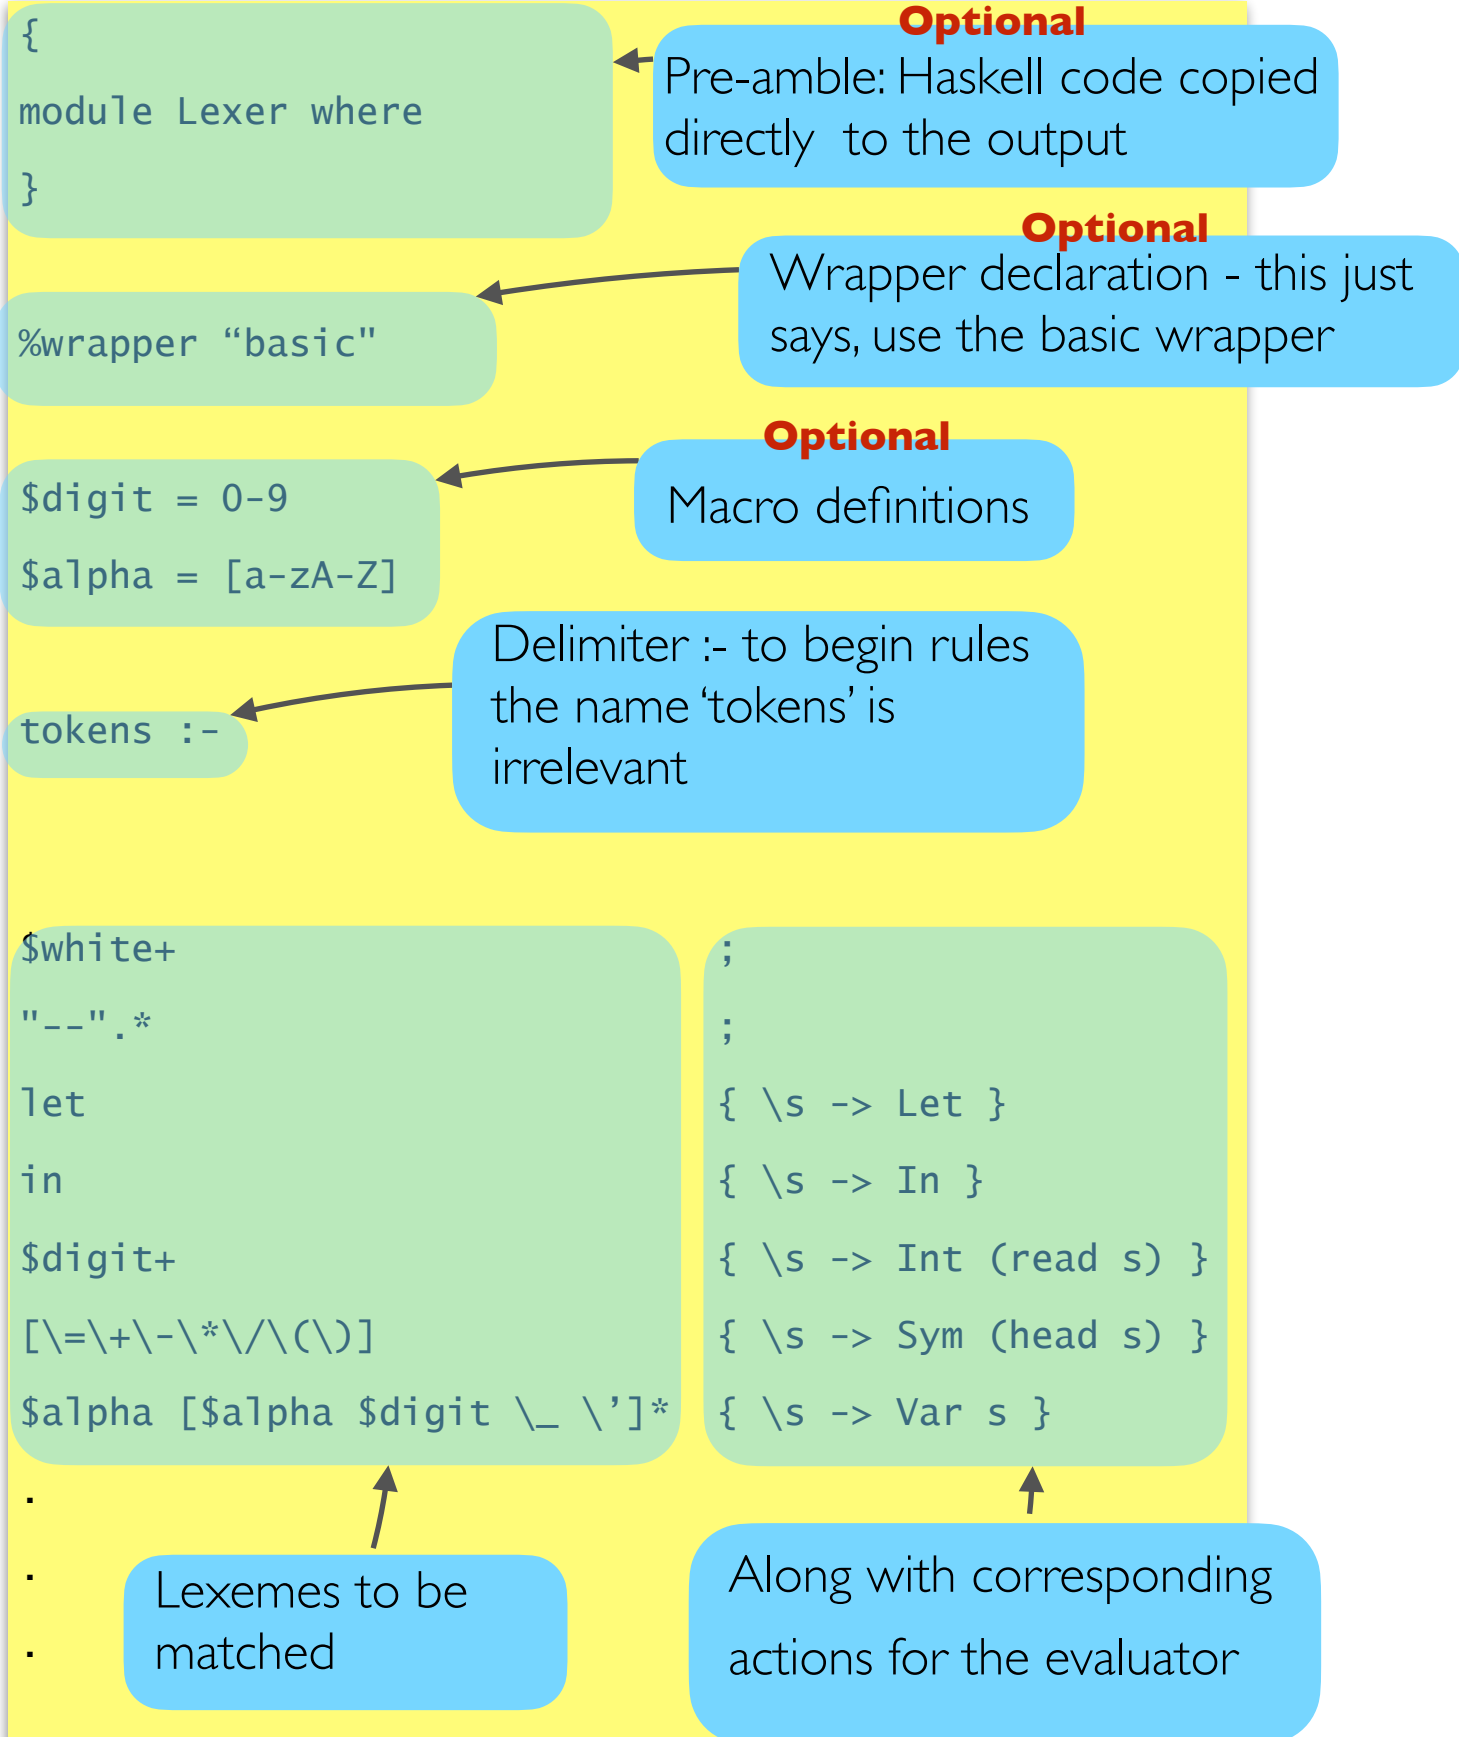 {
Optional
Pre-amble: Haskell code copied
module Lexer where
directly to the output
}
Optional
Wrapper declaration - this just
says, use the basic wrapper
%wrapper “basic"
Optional
Macro definitions
$digit = 0-9
$alpha = [a-zA-Z]
Delimiter :- to begin rules
the name ‘tokens’ is
irrelevant
tokens :-
$white+ ;
"--".* ;
let { \s -> Let }
in { \s -> In }
$digit+ { \s -> Int (read s) }
[\=\+\-\*\/\(\)] { \s -> Sym (head s) }
$alpha [$alpha $digit \_ \’]* { \s -> Var s }
.
.
.
Lexemes to be
matched
Along with corresponding
actions for the evaluator